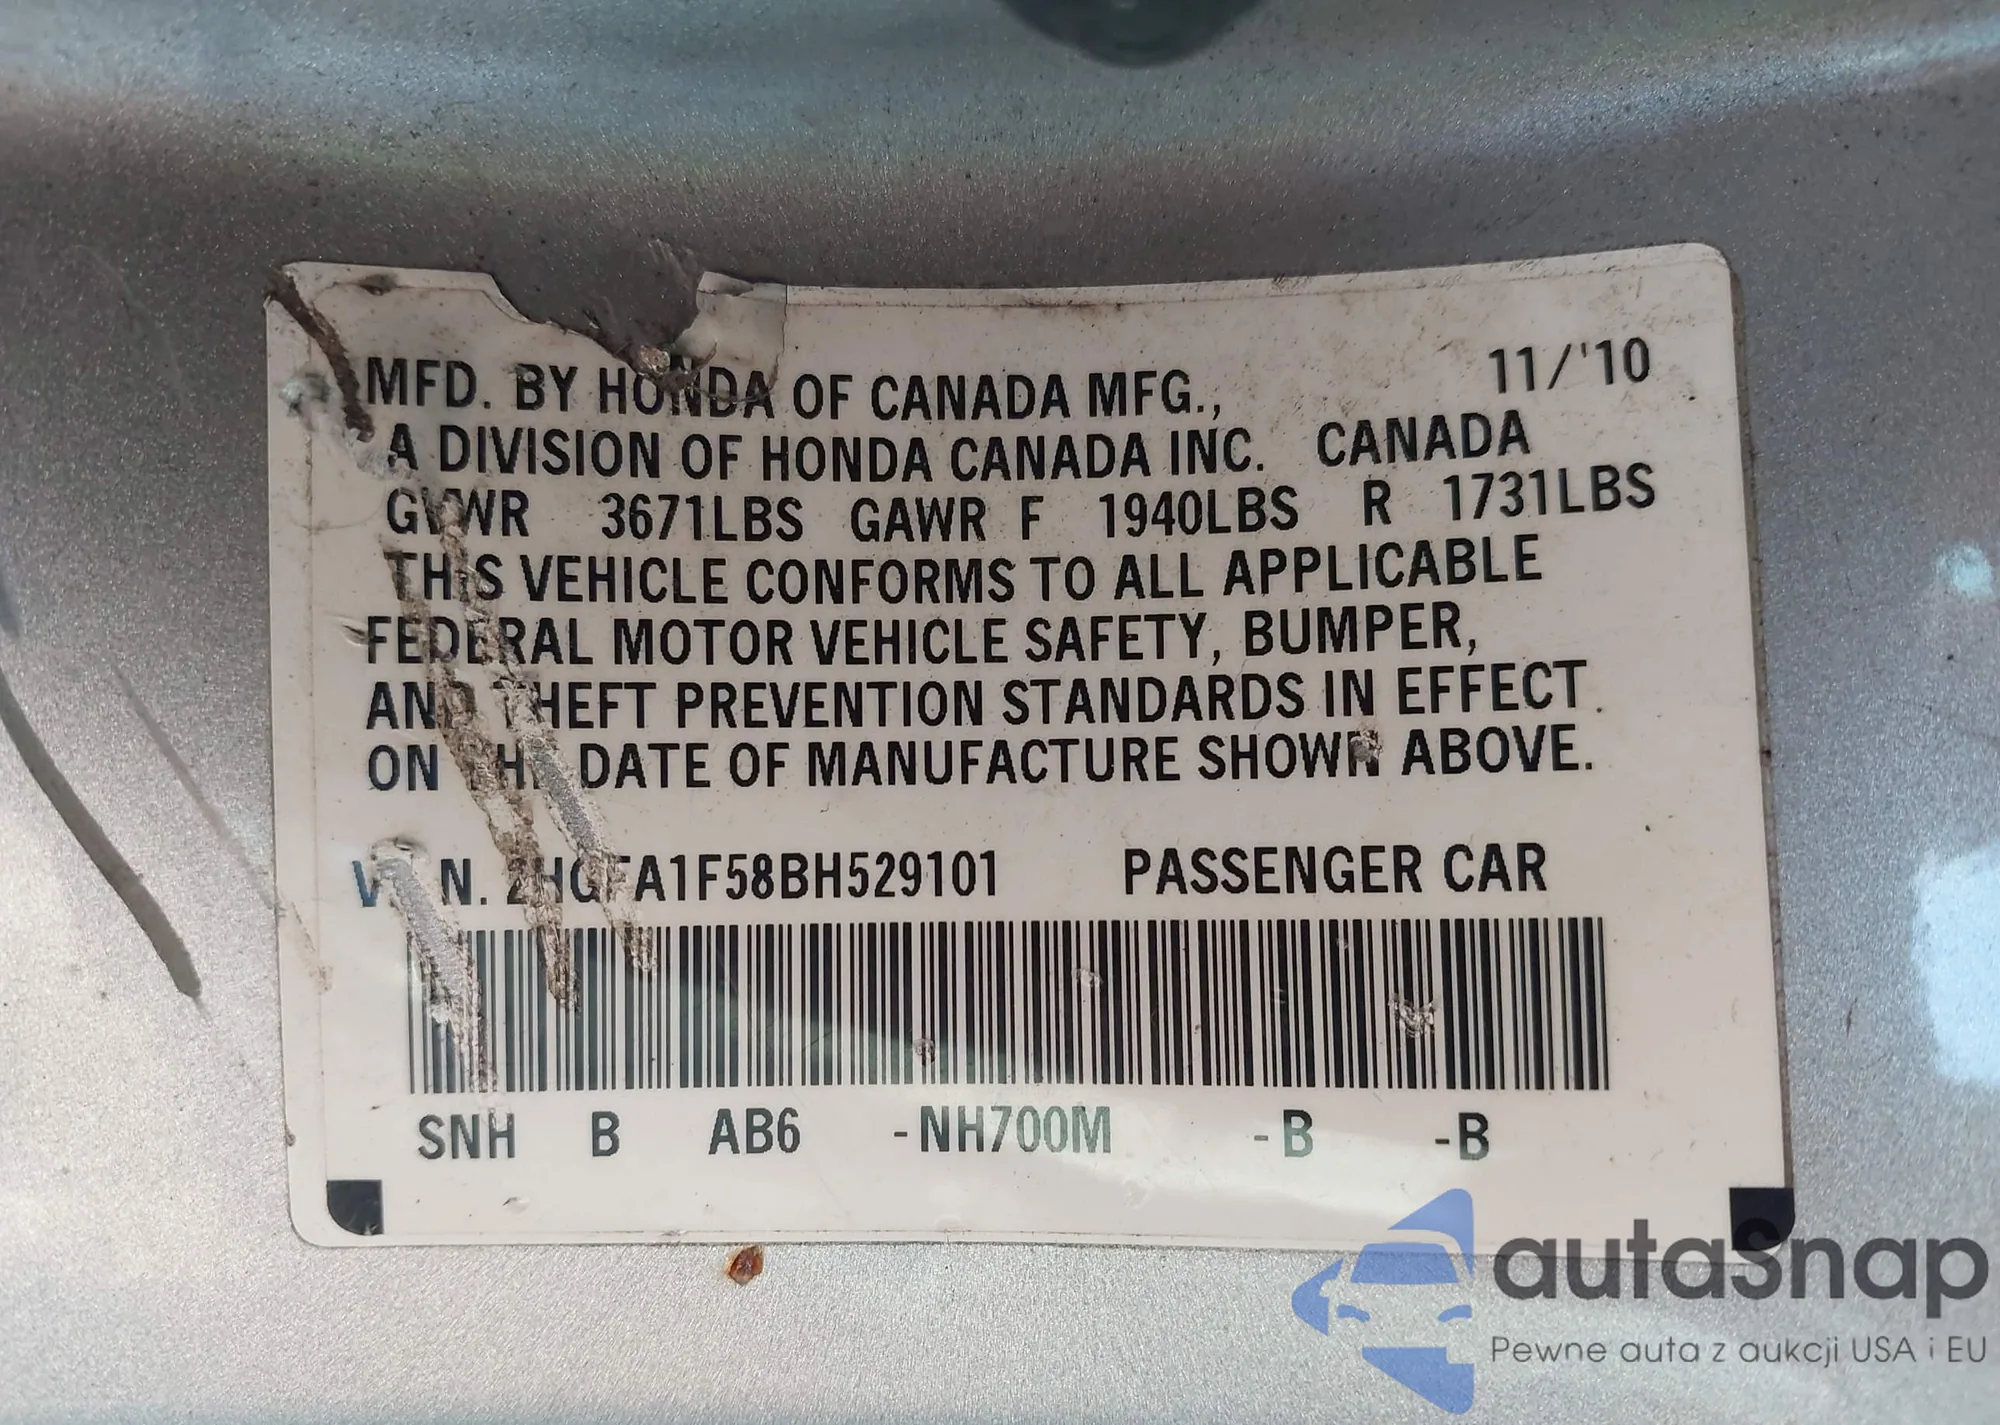 11/'10
MFD. BY HONDA OF CANADA MFG.,
A DIVISION OF HONDA CANADA INC. CANADA
GVWR 3671LBS GAWR F 1940LBS R 1731LBS
THIS VEHICLE CONFORMS TO ALL APPLICABLE
FEDERAL MOTOR VEHICLE SAFETY, BUMPER,
AND THEFT PREVENTION STANDARDS IN EFFECT
ON THE DATE OF MANUFACTURE SHOWN ABOVE.
V.I.N. 2HGFA1F58BH529101 PASSENGER CAR
SNH B AB6 -NH700M -B -B
autasnap
Pewne auta z aukcji USA i EU